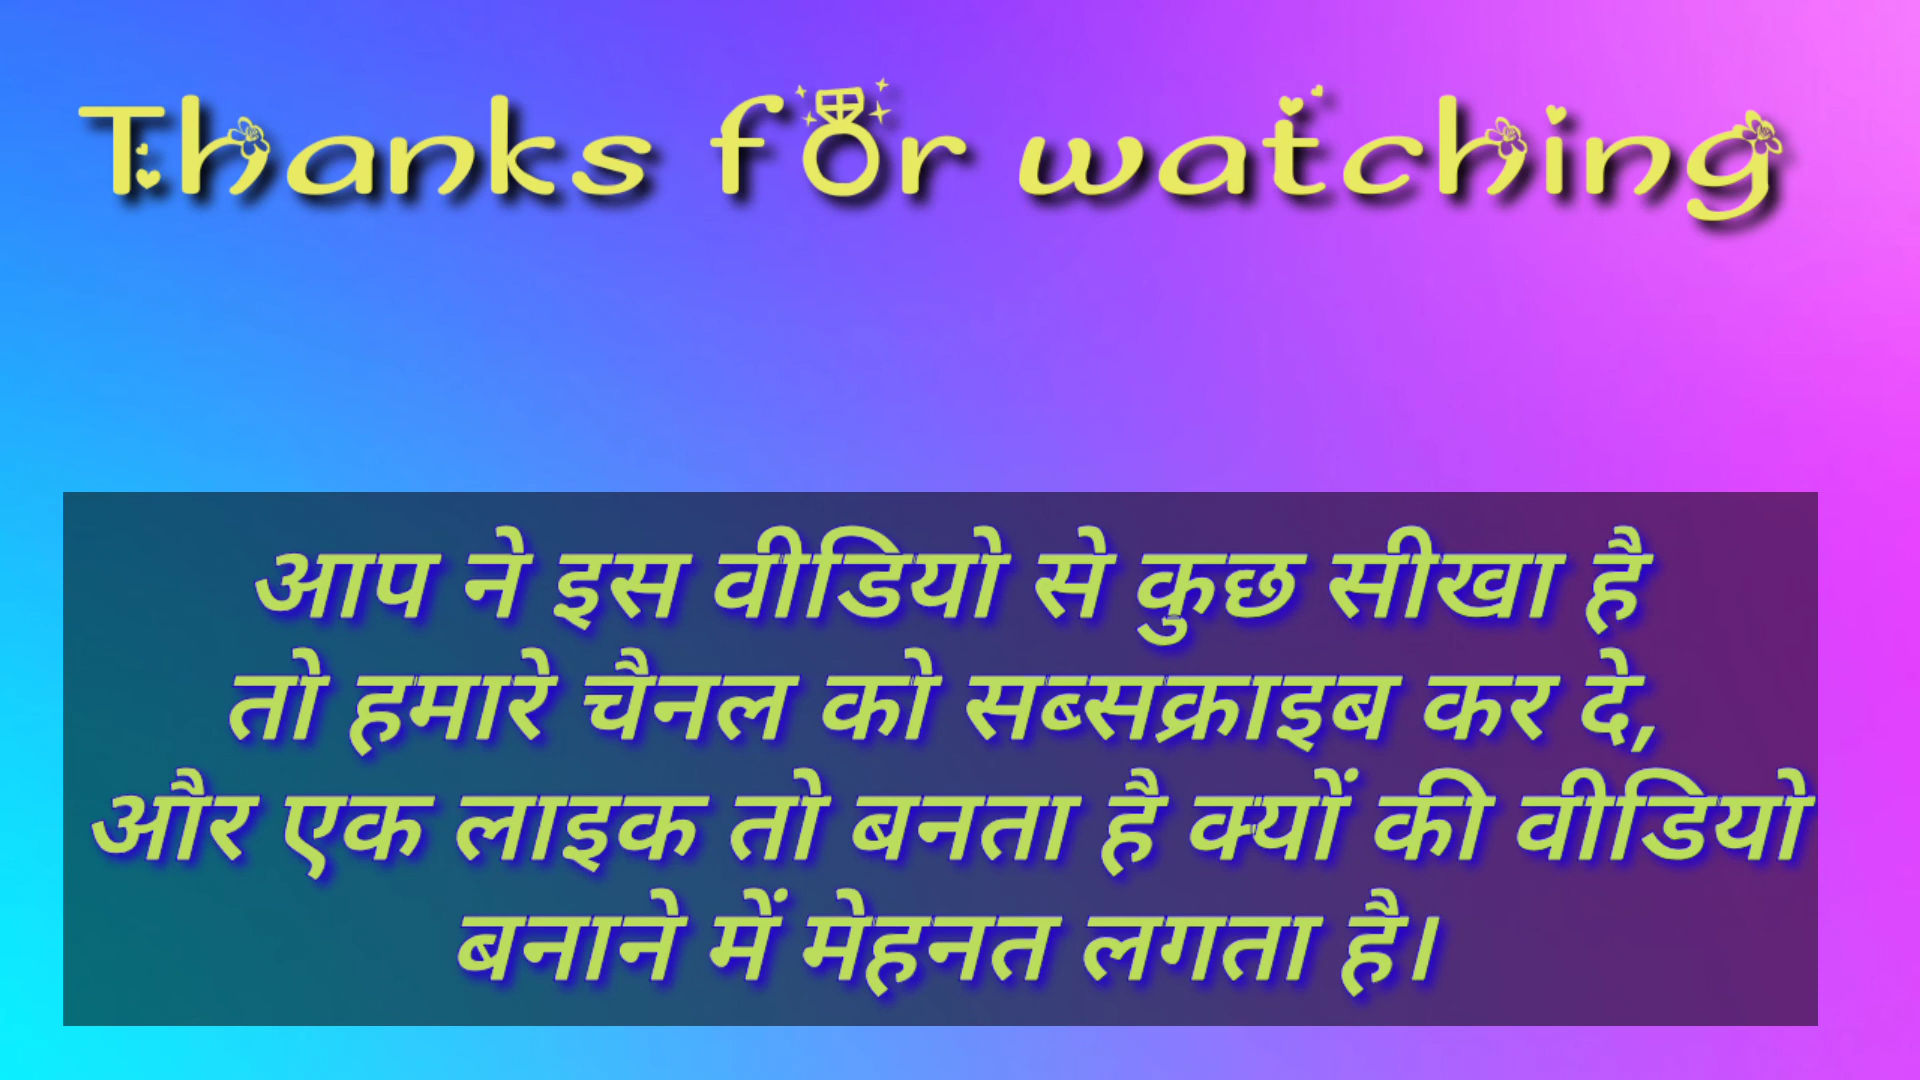 Thanks for watching
आप ने इस वीडियो से कुछ सीखा है
तो हमारे चैनल को सब्सक्राइब कर दे,
और एक लाइक तो बनता है क्यों की वीडियो
बनाने में मेहनत लगता है।